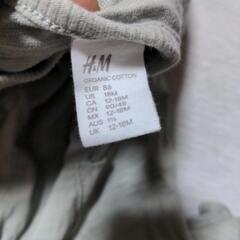 H&M
ORGANIC COTTON
EUR 86
US 18M
CA 12-18M
CN 90/48
MX 12-18M
AUS 1½
UK 12-18M